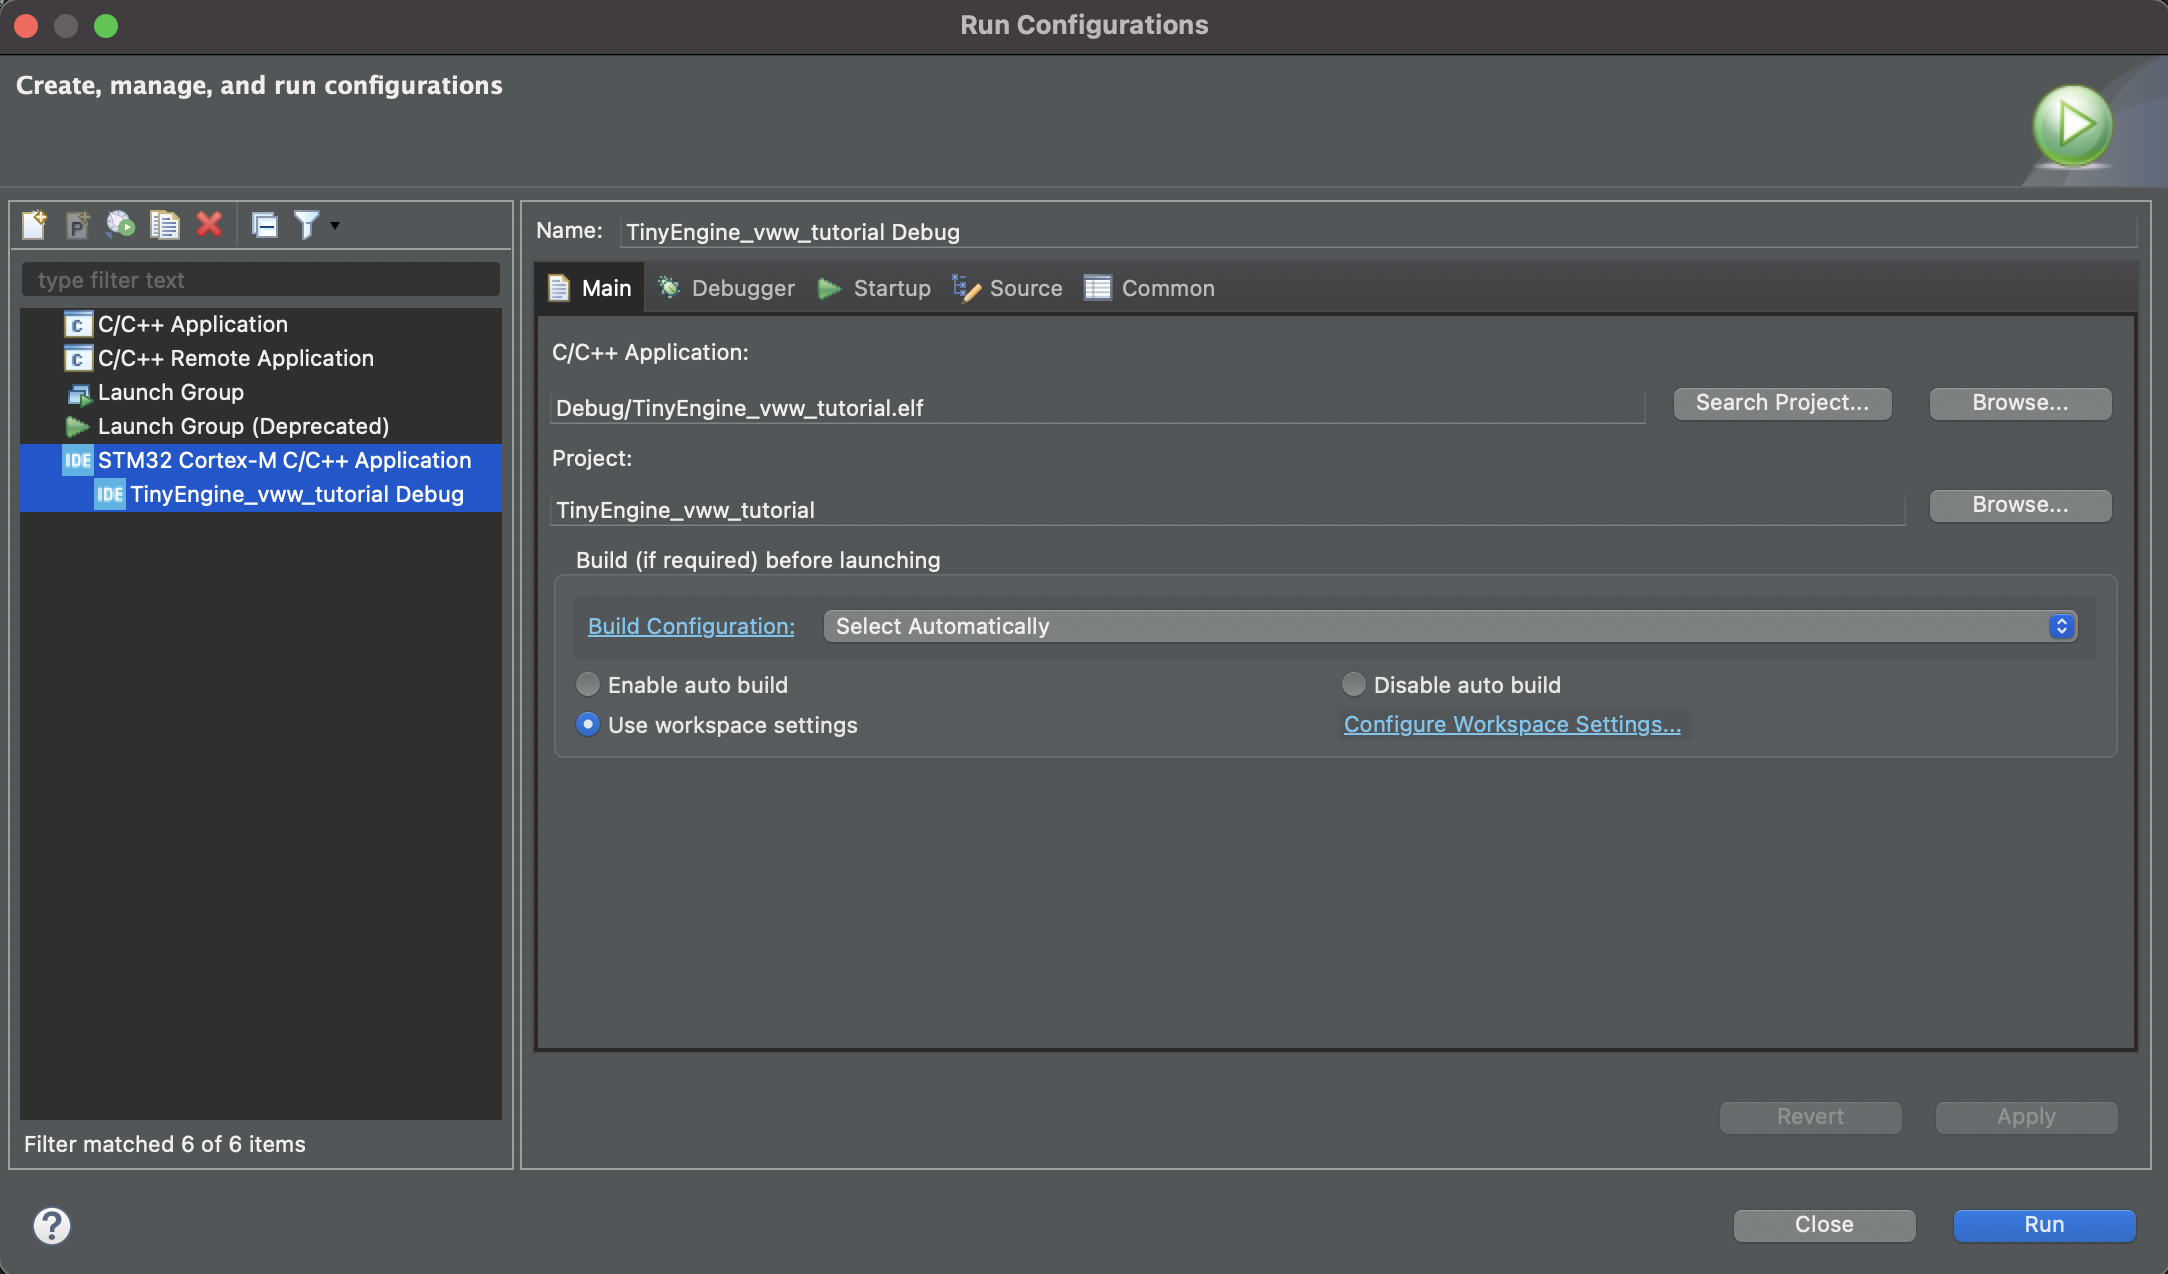 Run Configurations
Create, manage, and run configurations
type filter text
C/C++ Application
C/C++ Remote Application
Launch Group
Launch Group (Deprecated)
IDE STM32 Cortex-M C/C++ Application
IDE TinyEngine_vww_tutorial Debug
Filter matched 6 of 6 items
Name: TinyEngine_vww_tutorial Debug
Main Debugger Startup Source Common
C/C++ Application:
Debug/TinyEngine_vww_tutorial.elf Search Project... Browse...
Project:
TinyEngine_vww_tutorial Browse...
Build (if required) before launching
Build Configuration: Select Automatically
Enable auto build Disable auto build
Use workspace settings Configure Workspace Settings...
Revert Apply
? Close Run